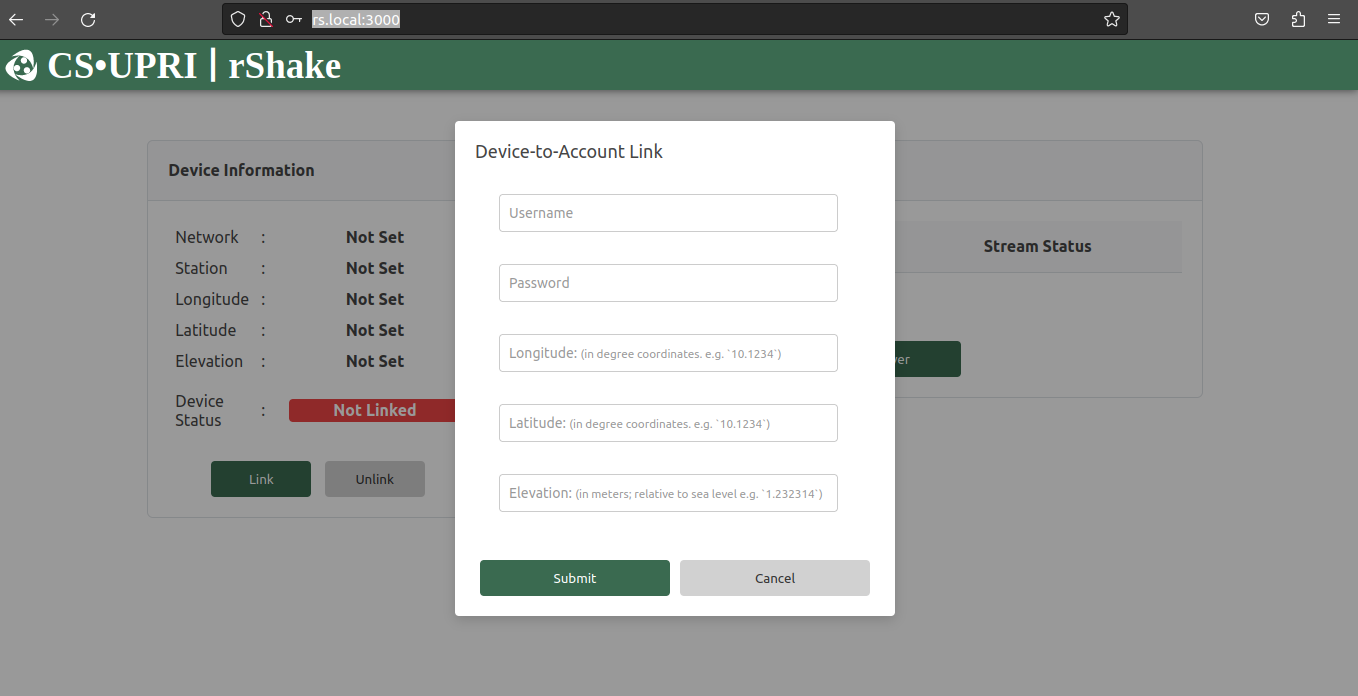 rs.local:3000
CS•UPRI | rShake
Device Information
Network : Not Set
Station : Not Set
Longitude : Not Set
Latitude : Not Set
Elevation : Not Set
Device Status : Not Linked
Link Unlink
Stream Status
ver
Device-to-Account Link
Username
Password
Longitude: (in degree coordinates. e.g. `10.1234`)
Latitude: (in degree coordinates. e.g. `10.1234`)
Elevation: (in meters; relative to sea level e.g. `1.232314`)
Submit Cancel